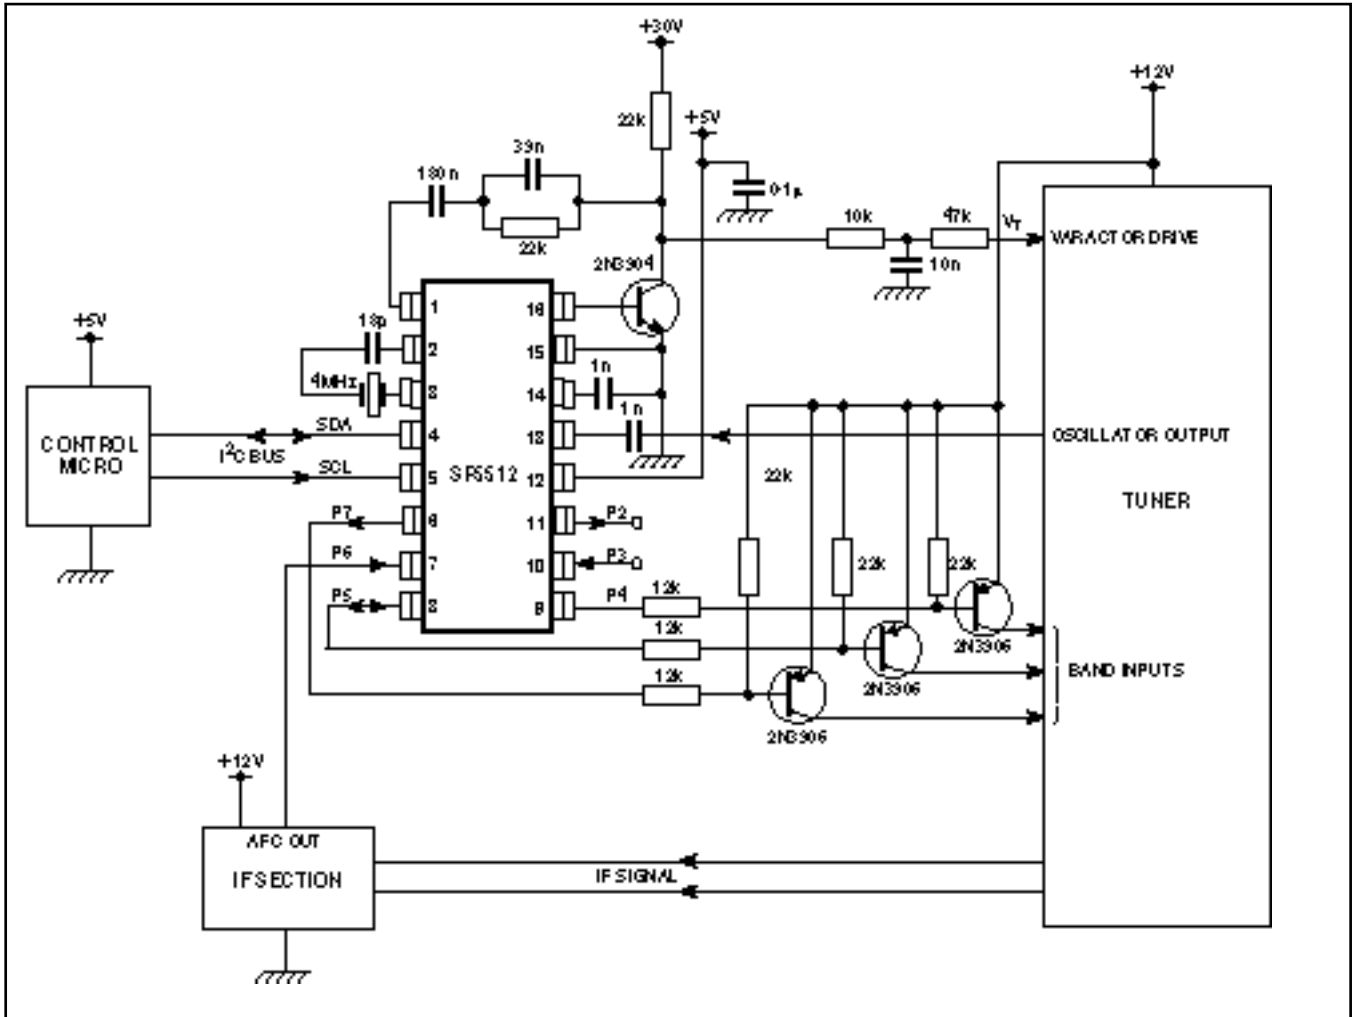 +30V
+12V
22k
+5V
39n
180n
0.1µ
22k
10k
47k
VT
VARACTOR DRIVE
10n
2N3904
1
16
+5V
18p
2
15
4MHz
3
14
1n
1n
CONTROL
MICRO
SDA
4
13
OSCILLATOR OUTPUT
I²C BUS
SCL
5
SP5512
12
22k
TUNER
P7
6
11
P2
P6
7
10
P3
22k
22k
P5
8
9
P4
12k
12k
2N3906
12k
2N3906
BAND INPUTS
2N3906
+12V
AFC OUT
IF SECTION
IF SIGNAL